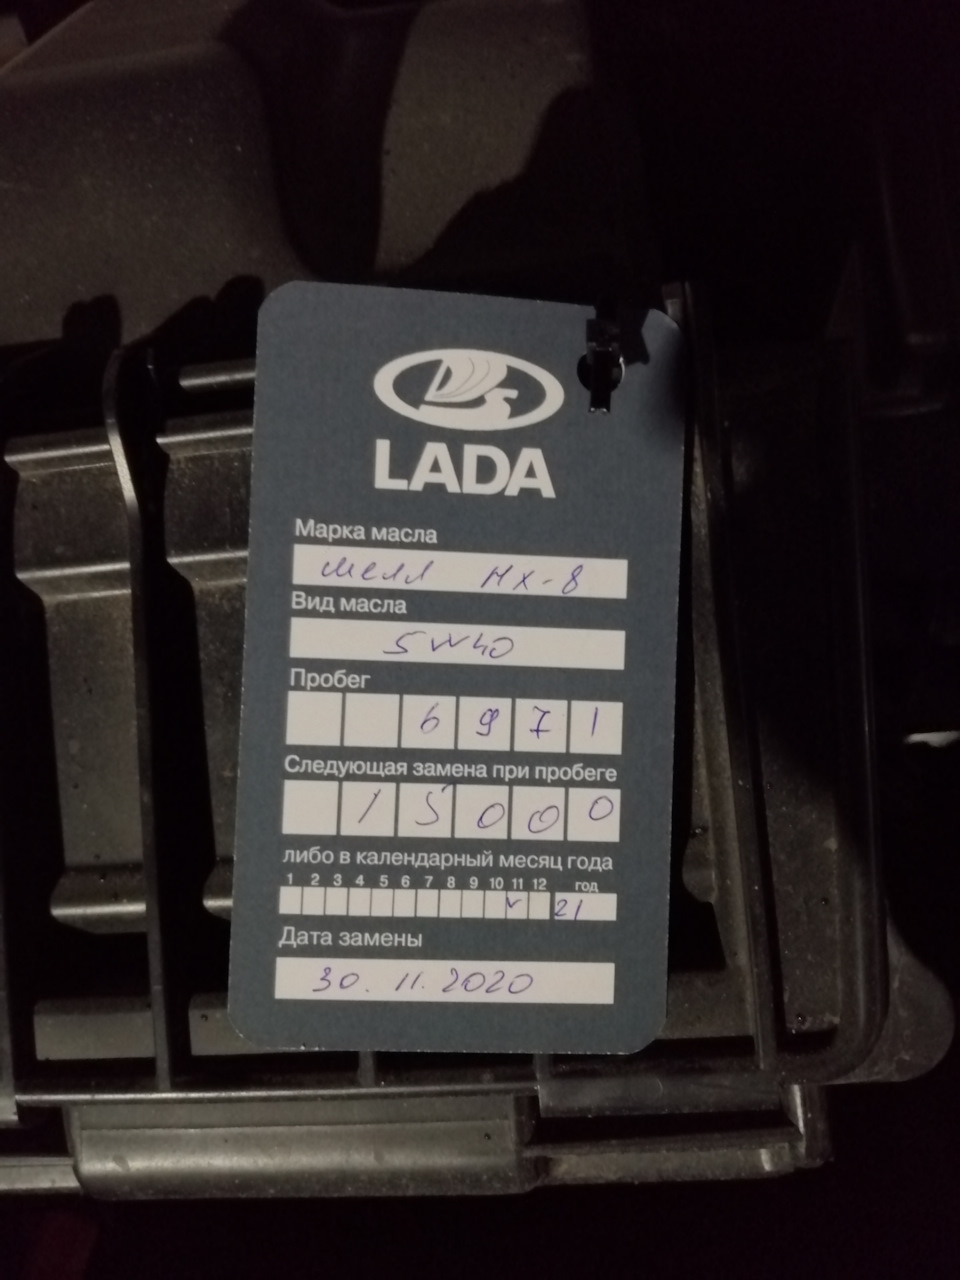 LADA
Марка масла
шелл HX-8
Вид масла
5W40
Пробег
6971
Следующая замена при пробеге
15000
либо в календарный месяц года
1 2 3 4 5 6 7 8 9 10 11 12 год
v 21
Дата замены
30.11.2020